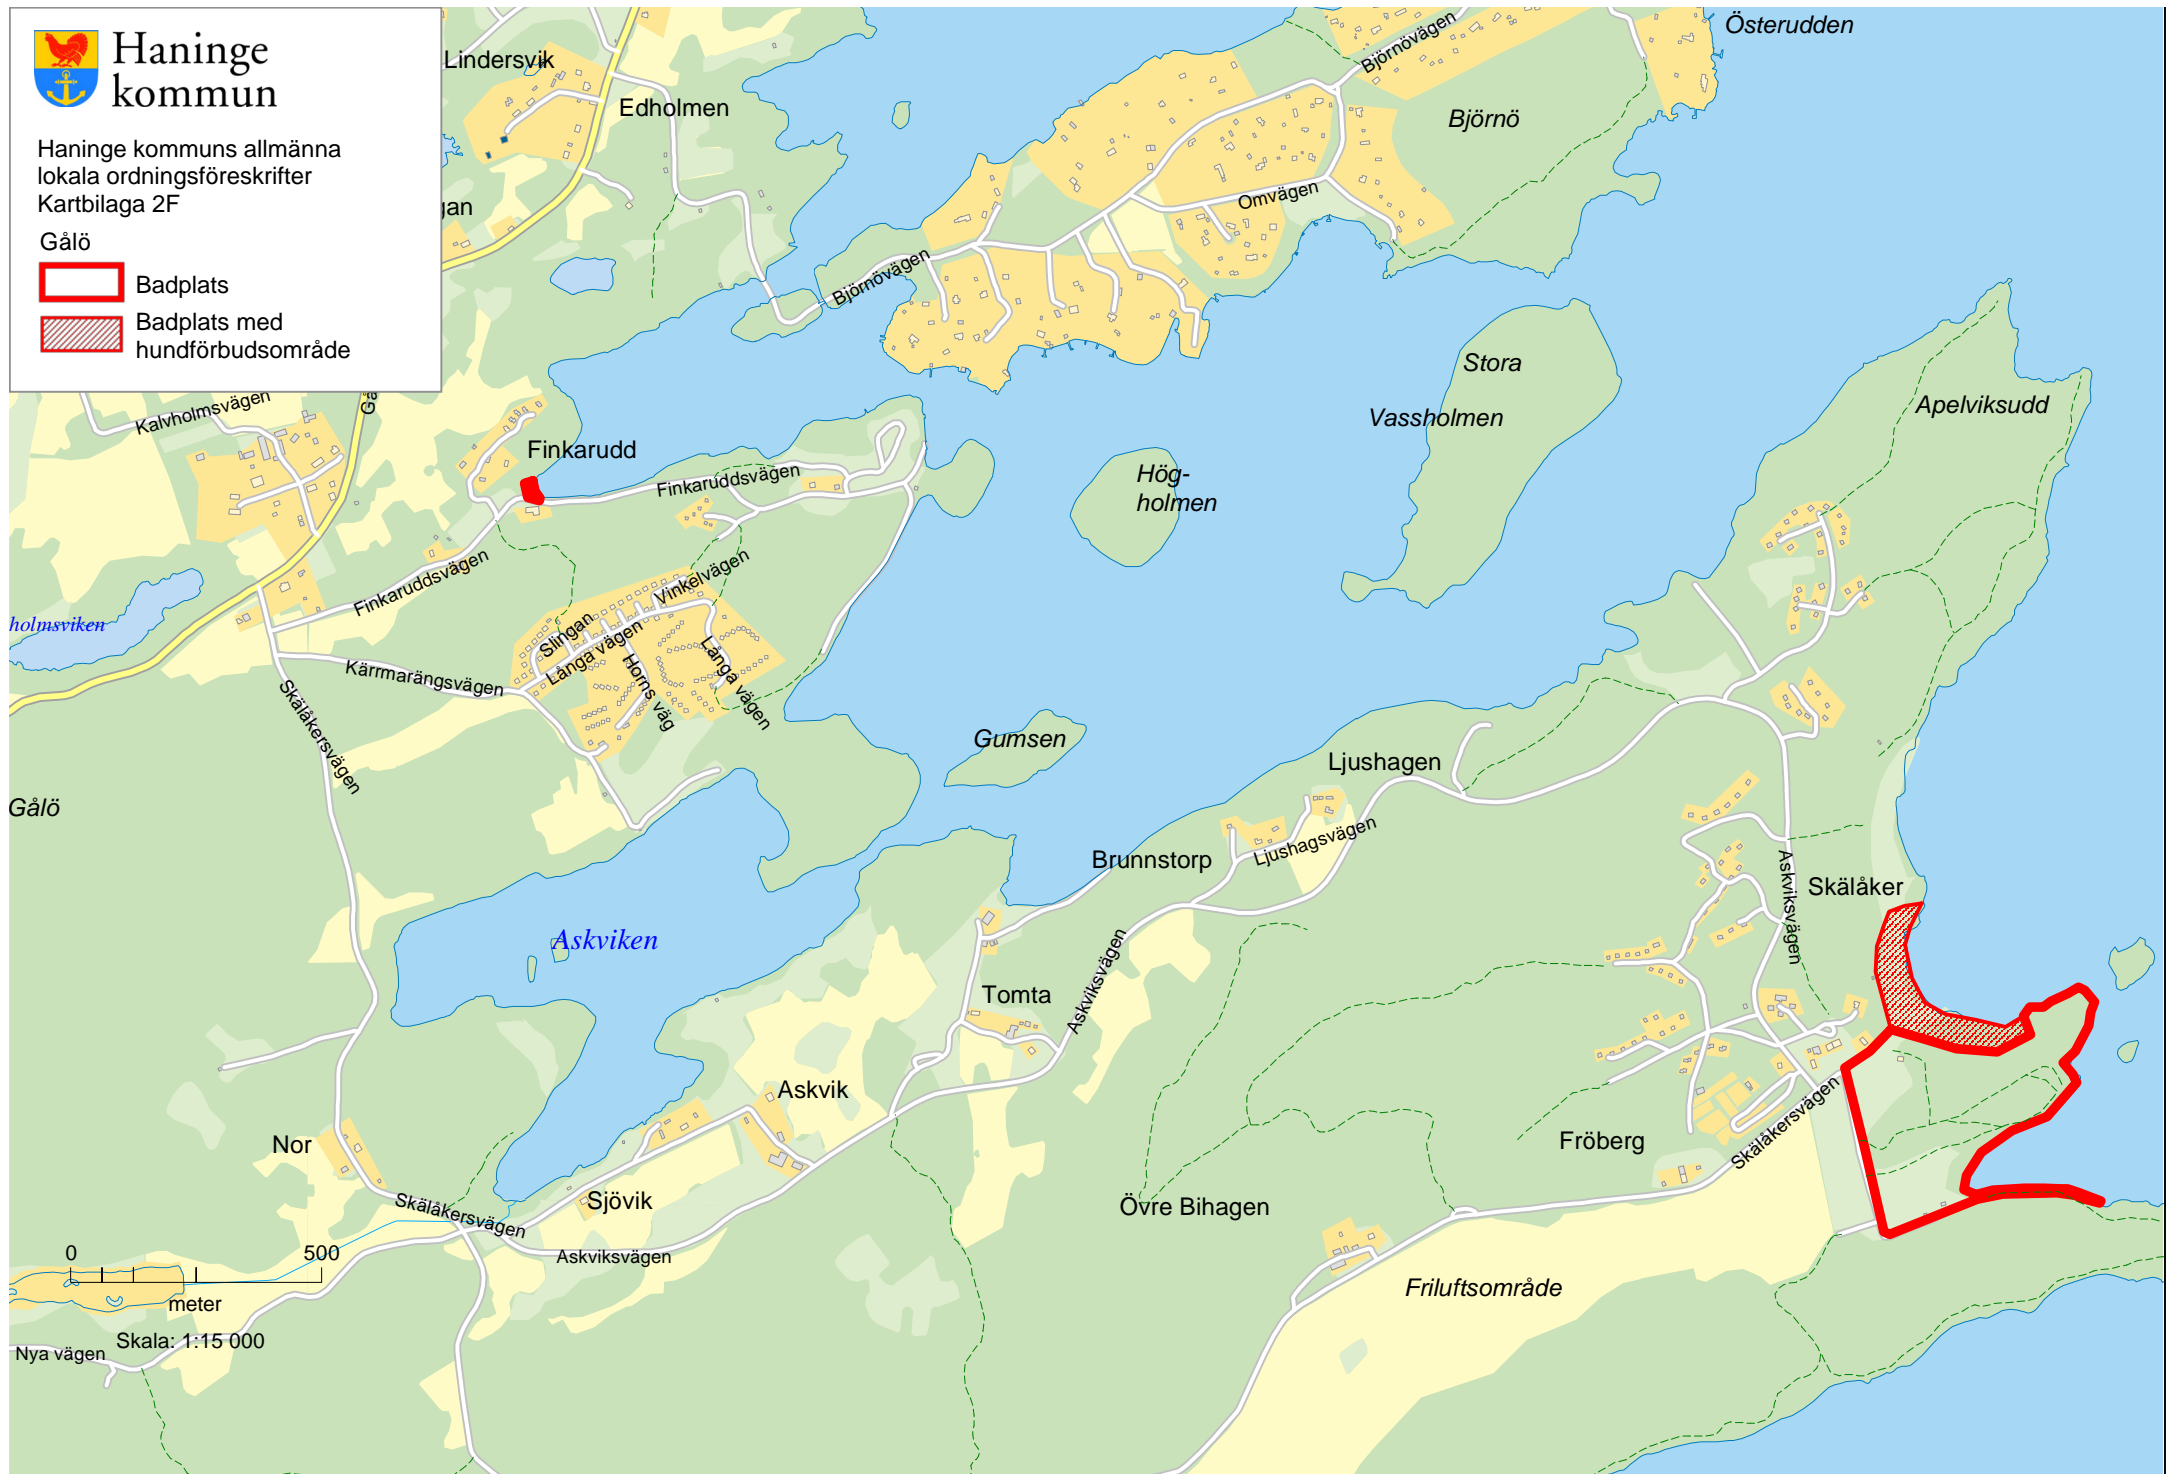 Haninge
kommun
Haninge kommuns allmänna
lokala ordningsföreskrifter
Kartbilaga 2F
Gålö
Badplats
Badplats med
hundförbudsområde
Lindersvik
Edholmen
Björnövägen
Österudden
Björnö
Omvägen
Björnövägen
Stora
Vassholmen
Apelviksudd
Kalvholmsvägen
Finkarudd
Finkaruddsvägen
Hög-
holmen
Finkaruddsvägen
Vinkelvägen
holmsviken
Slingan
Långa vägen
Horns väg
Långa vägen
Kärrmarängsvägen
Skälåkersvägen
Gumsen
Ljushagen
Gålö
Ljushagsvägen
Brunnstorp
Askviksvägen
Skälåker
Askviken
Tomta
Askviksvägen
Askvik
Skälåkersvägen
Fröberg
Nor
Sjövik
Skälåkersvägen
Övre Bihagen
Askviksvägen
Friluftsområde
0 500
meter
Skala: 1:15 000
Nya vägen